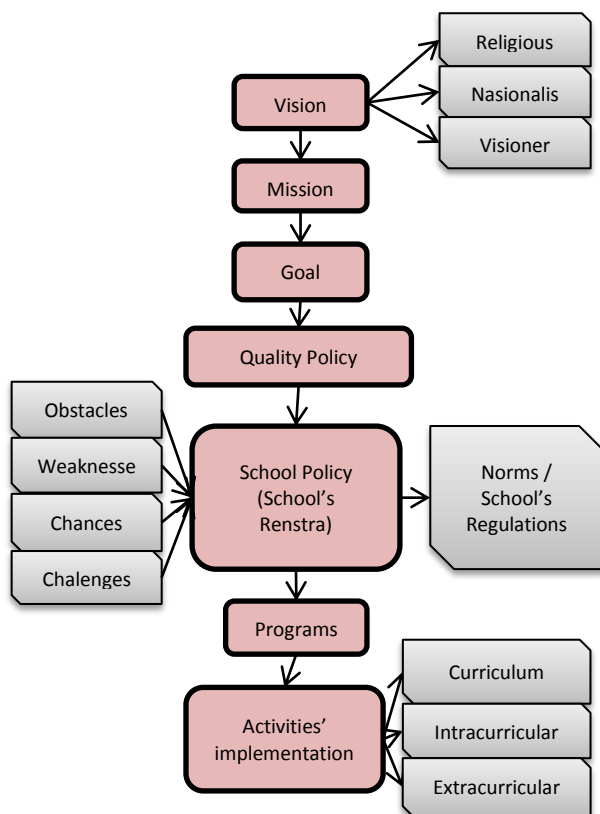 Religious
Vision
Nasionalis
Visioner
Mission
Goal
Quality Policy
Obstacles
Weaknesse
Chances
Chalenges
School Policy
(School's
Renstra)
Norms /
School's
Regulations
Programs
Activities'
implementation
Curriculum
Intracurricular
Extracurricular